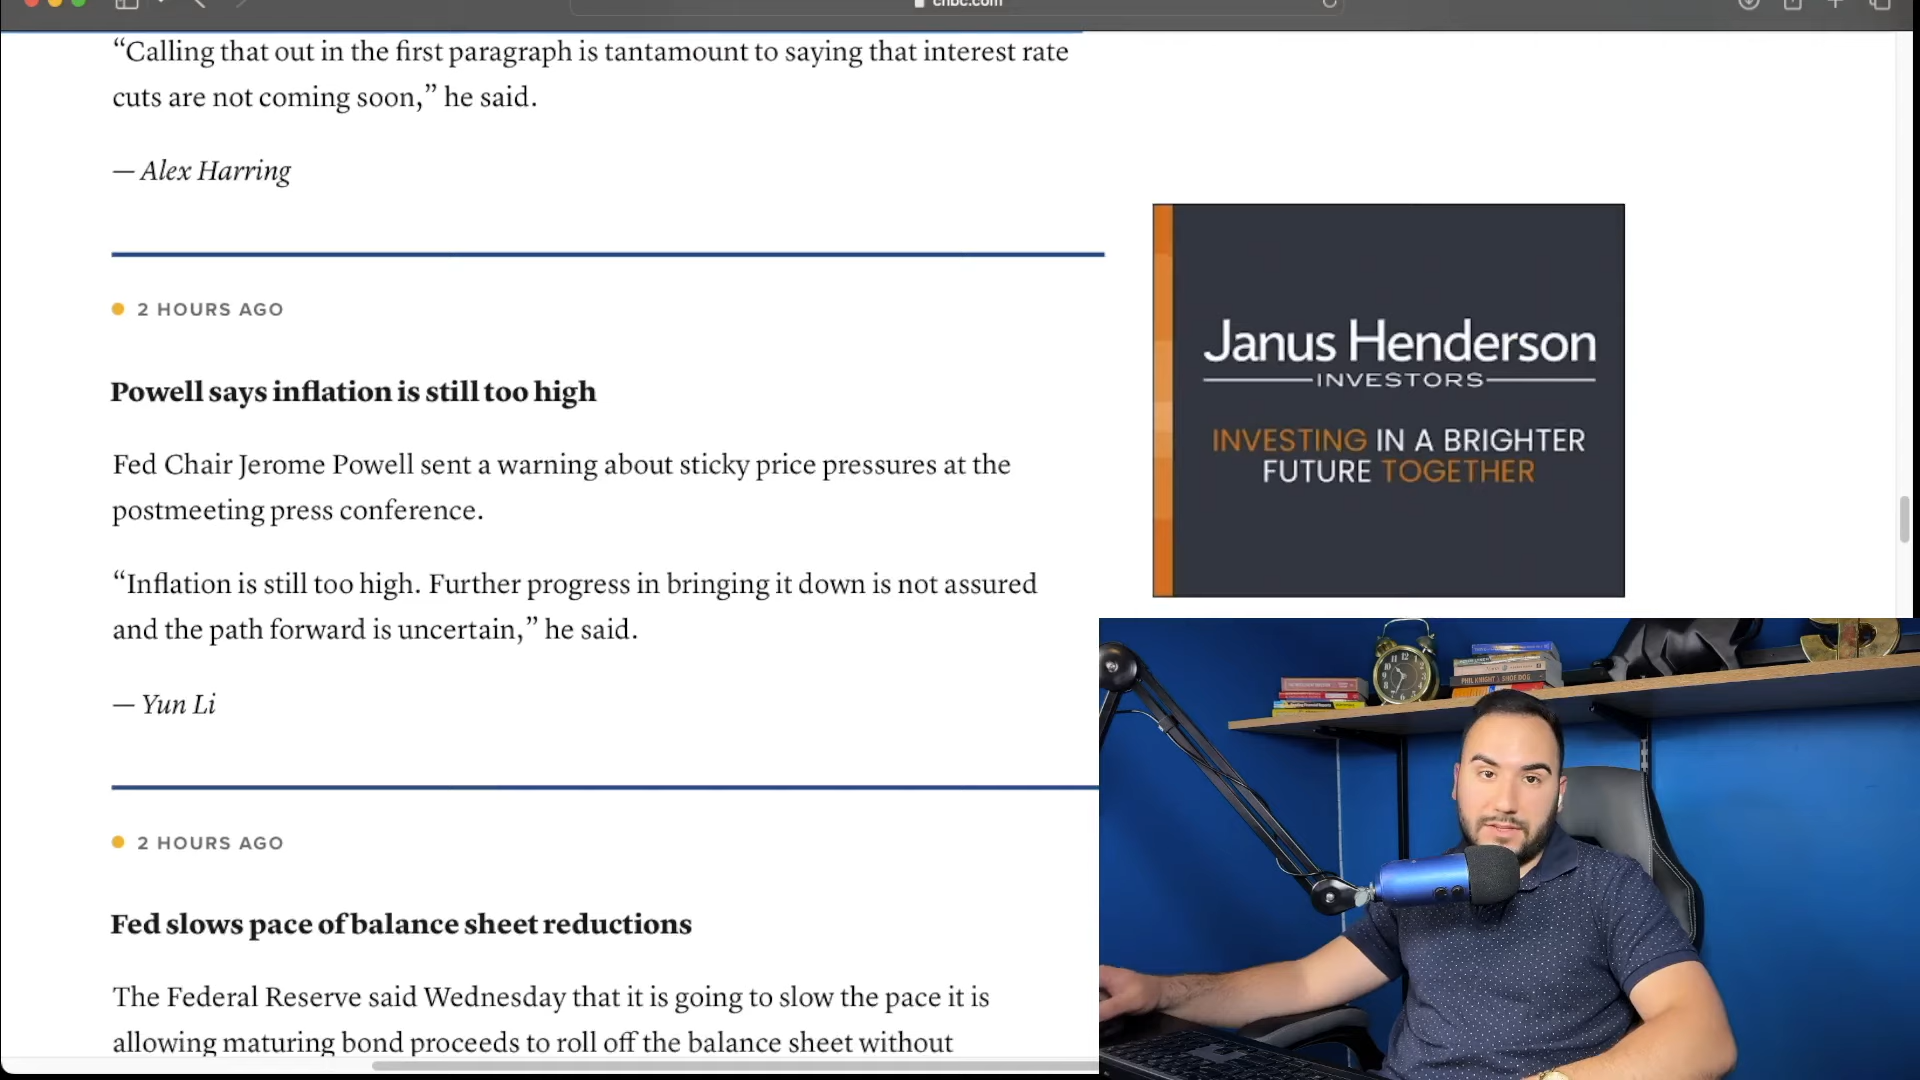 cnbc.com
“Calling that out in the first paragraph is tantamount to saying that interest rate
cuts are not coming soon,” he said.
— Alex Harring
2 HOURS AGO
Powell says inflation is still too high
Fed Chair Jerome Powell sent a warning about sticky price pressures at the
postmeeting press conference.
“Inflation is still too high. Further progress in bringing it down is not assured
and the path forward is uncertain,” he said.
— Yun Li
2 HOURS AGO
Fed slows pace of balance sheet reductions
The Federal Reserve said Wednesday that it is going to slow the pace it is
allowing maturing bond proceeds to roll off the balance sheet without
Janus Henderson
INVESTORS
INVESTING IN A BRIGHTER
FUTURE TOGETHER
PHIL KNIGHT SHOE DOG